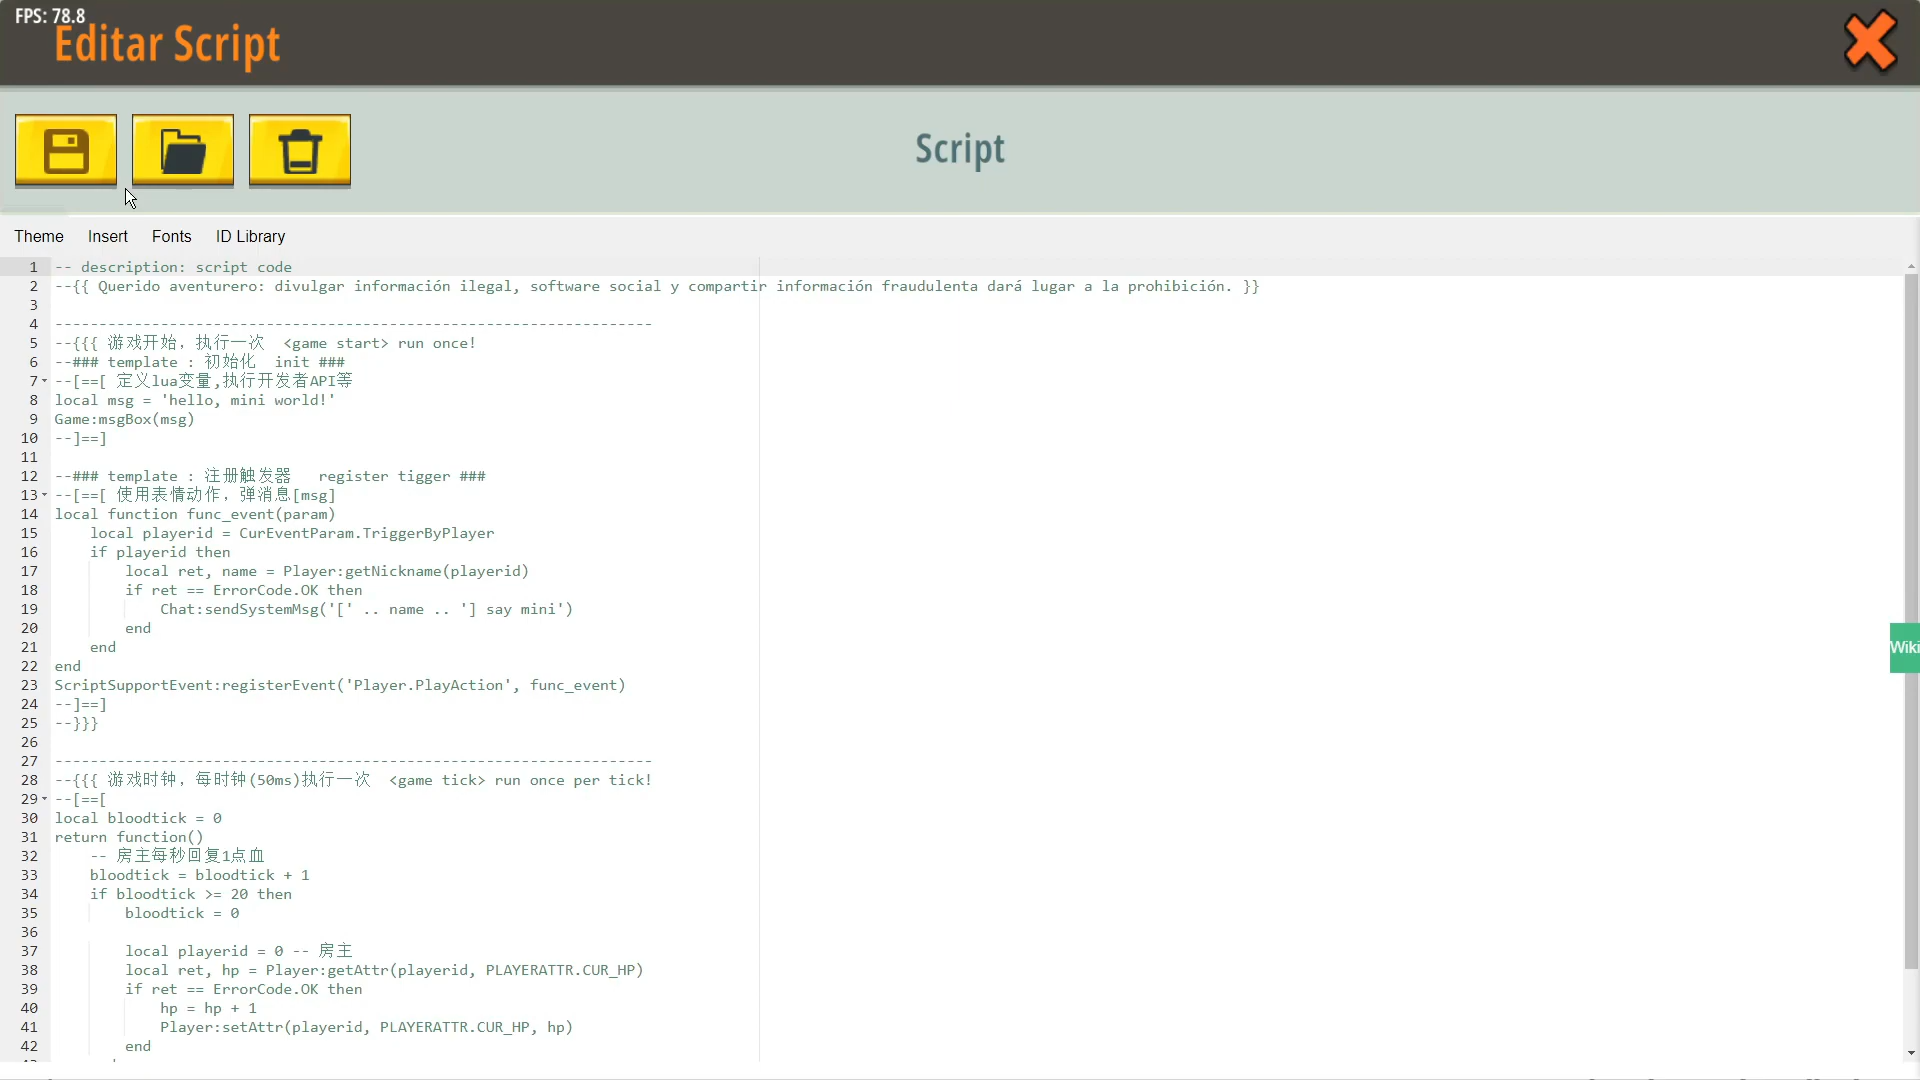 FPS: 78.8
Editar Script
Script
Theme Insert Fonts ID Library
1 -- description: script code
2 --{{ Querido aventurero: divulgar información ilegal, software social y compartir información fraudulenta dará lugar a la prohibición. }}
3
4 --------------------------------------------------------------------
5 --{{{ 游戏开始，执行一次  <game start> run once!
6 --### template : 初始化  init ###
7 --[==[ 定义lua变量,执行开发者API等
8 local msg = 'hello, mini world!'
9 Game:msgBox(msg)
10 --]==]
11
12 --### template : 注册触发器   register tigger ###
13 --[==[ 使用表情动作，弹消息[msg]
14 local function func_event(param)
15     local playerid = CurEventParam.TriggerByPlayer
16     if playerid then
17         local ret, name = Player:getNickname(playerid)
18         if ret == ErrorCode.OK then
19             Chat:sendSystemMsg('[' .. name .. '] say mini')
20         end
21     end
22 end
23 ScriptSupportEvent:registerEvent('Player.PlayAction', func_event)
24 --]==]
25 --}}}
26
27 --------------------------------------------------------------------
28 --{{{ 游戏时钟，每时钟(50ms)执行一次  <game tick> run once per tick!
29 --[==[
30 local bloodtick = 0
31 return function()
32     -- 房主每秒回复1点血
33     bloodtick = bloodtick + 1
34     if bloodtick >= 20 then
35         bloodtick = 0
36
37         local playerid = 0 -- 房主
38         local ret, hp = Player:getAttr(playerid, PLAYERATTR.CUR_HP)
39         if ret == ErrorCode.OK then
40             hp = hp + 1
41             Player:setAttr(playerid, PLAYERATTR.CUR_HP, hp)
42         end
Wiki